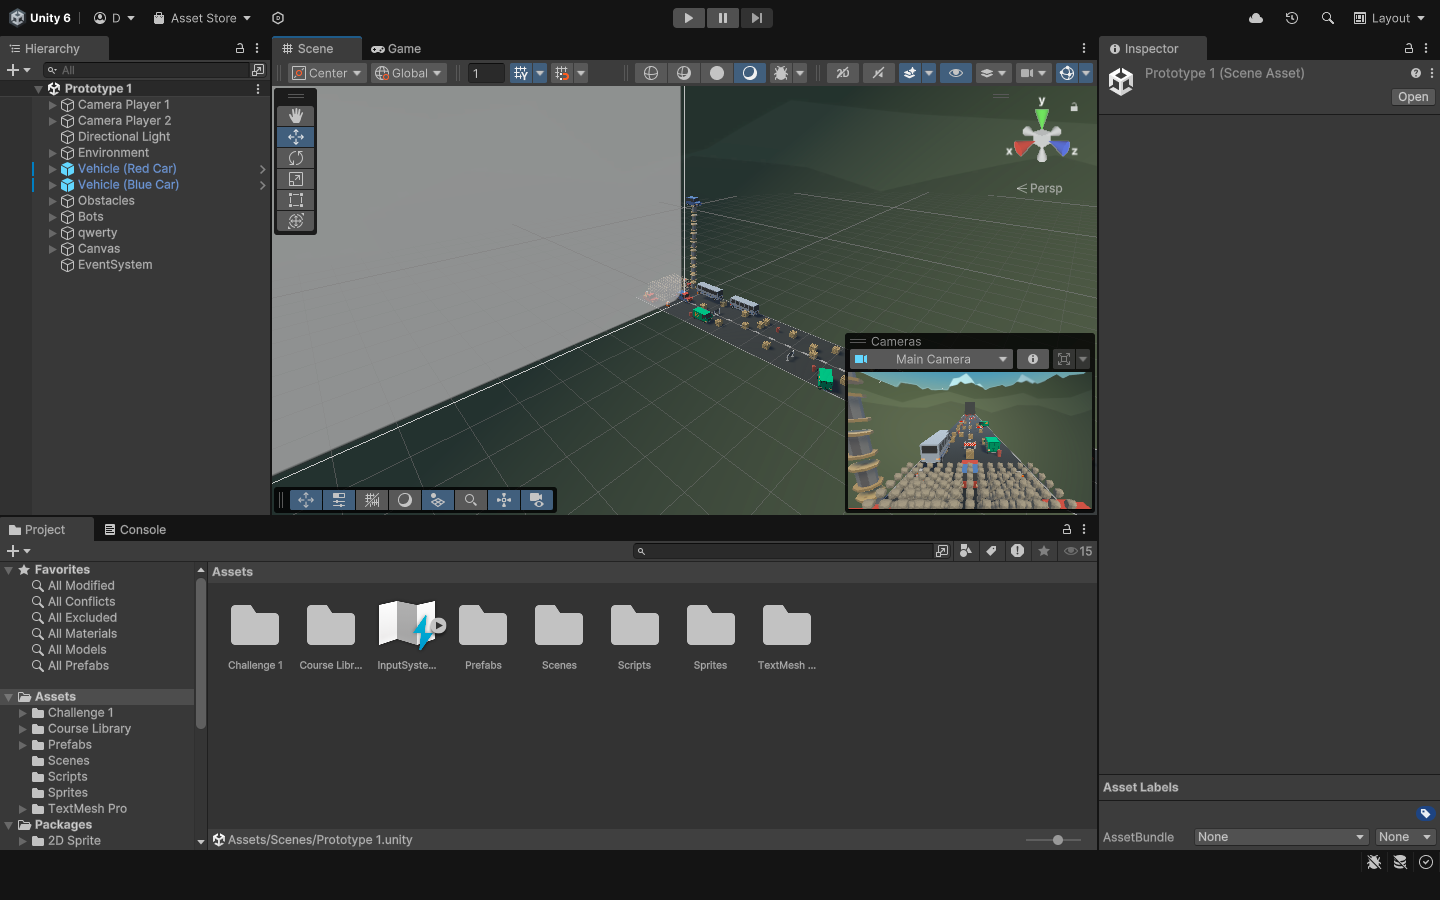 Unity 6
D
Asset Store
Layout
Hierarchy
All
Prototype 1
Camera Player 1
Camera Player 2
Directional Light
Environment
Vehicle (Red Car)
Vehicle (Blue Car)
Obstacles
Bots
qwerty
Canvas
EventSystem
Scene
Game
Center
Global
1
2D
y
x
z
Persp
Cameras
Main Camera
Inspector
Prototype 1 (Scene Asset)
Open
Project
Console
15
Favorites
All Modified
All Conflicts
All Excluded
All Materials
All Models
All Prefabs
Assets
Challenge 1
Course Library
Prefabs
Scenes
Scripts
Sprites
TextMesh Pro
Packages
2D Sprite
Assets
Challenge 1
Course Libr...
InputSyste...
Prefabs
Scenes
Scripts
Sprites
TextMesh ...
Assets/Scenes/Prototype 1.unity
Asset Labels
AssetBundle
None
None